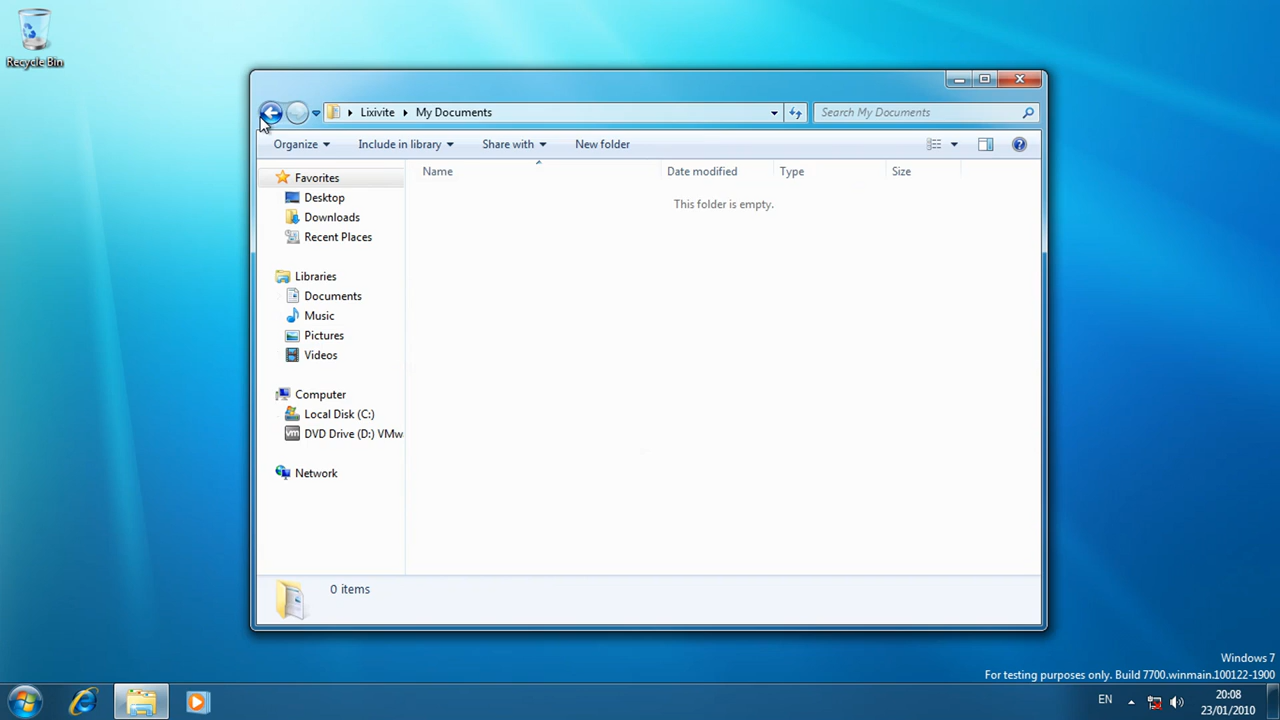 Recycle Bin
Lixivite My Documents
Search My Documents
Organize Include in library Share with New folder
Name Date modified Type Size
This folder is empty.
Favorites
Desktop
Downloads
Recent Places
Libraries
Documents
Music
Pictures
Videos
Computer
Local Disk (C:)
vm DVD Drive (D:) VMw
Network
0 items
Windows 7
For testing purposes only. Build 7700.winmain.100122-1900
EN
20:08
23/01/2010